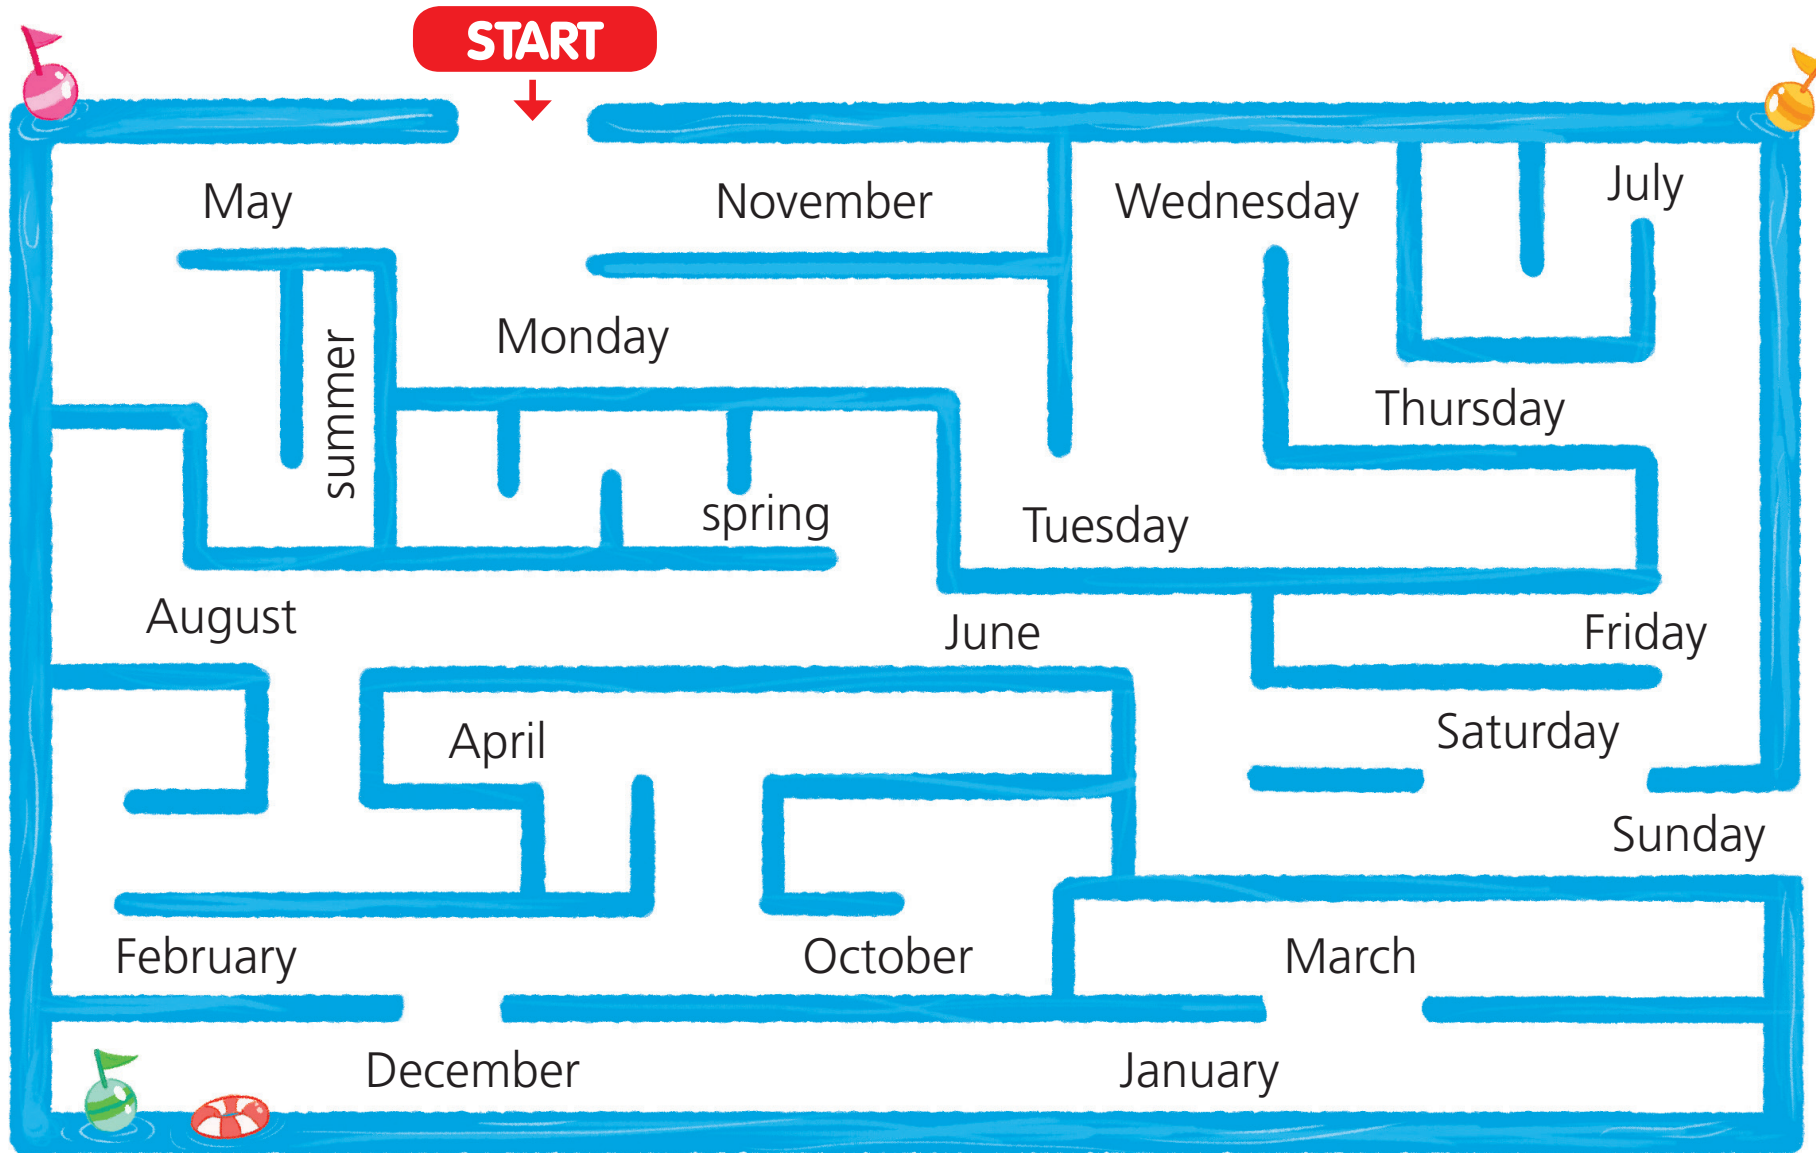 START
May
November
Wednesday
July
Monday
summer
Thursday
spring
Tuesday
August
June
Friday
April
Saturday
Sunday
February
October
March
December
January